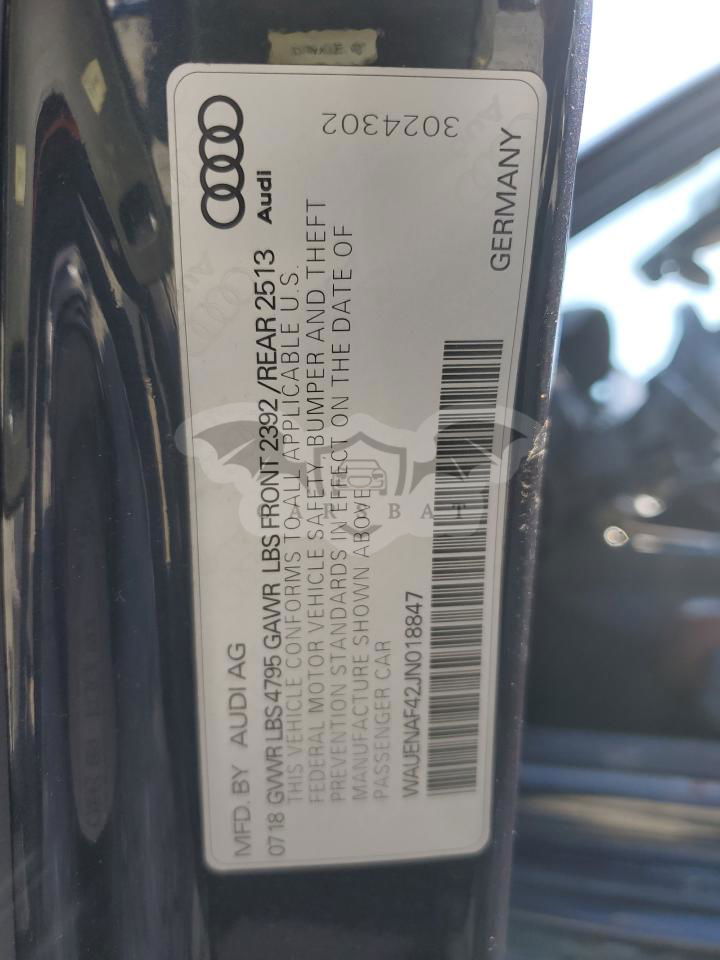 MFD. BY AUDI AG
Audi
0718 GVWR LBS 4795 GAWR LBS FRONT 2392 /REAR 2513
THIS VEHICLE CONFORMS TO ALL APPLICABLE U.S.
FEDERAL MOTOR VEHICLE SAFETY, BUMPER AND THEFT
PREVENTION STANDARDS IN EFFECT ON THE DATE OF
MANUFACTURE SHOWN ABOVE
PASSENGER CAR
3024302
WAUENAF42JN018847
GERMANY
CARVBAT